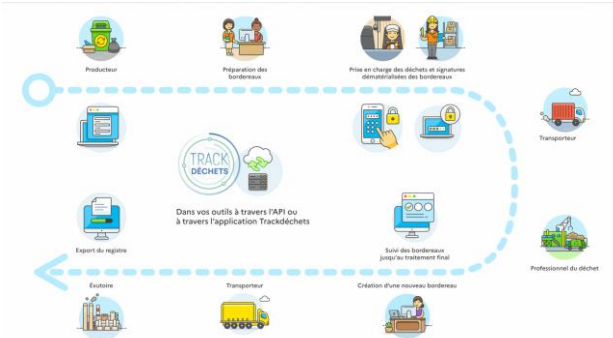 Producteur
Préparation des
bordereaux
Prise en charge des déchets et signatures
dématérialisées des bordereaux
Transporteur
TRACK
DÉCHETS
Dans vos outils à travers l'API ou
à travers l'application Trackdéchets
Export du registre
Suivi des bordereaux
jusqu'au traitement final
Professionnel du déchet
Exutoire
Transporteur
Création d'une nouveau bordereau